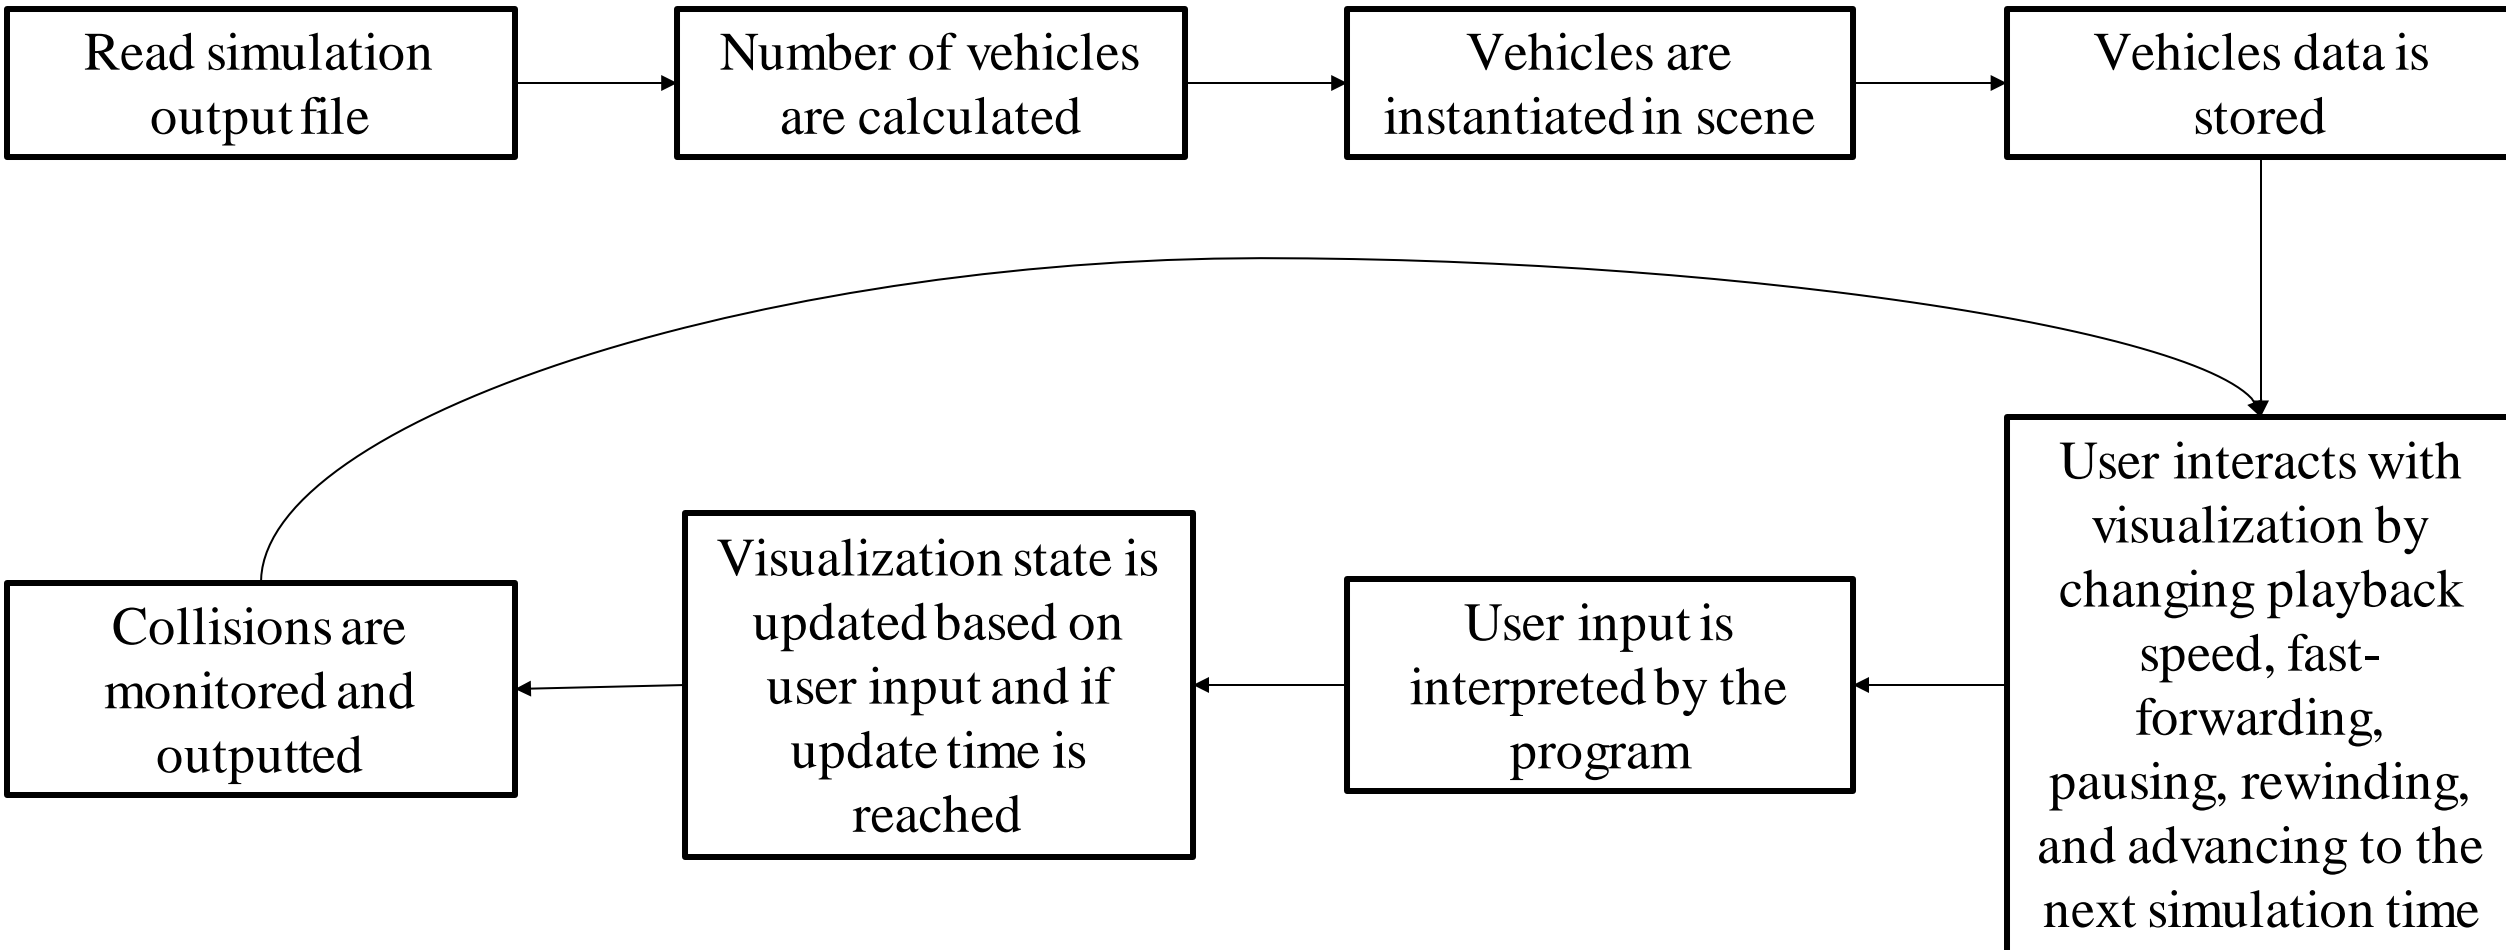 Read simulation
output file
Number of vehicles
are calculated
Vehicles are
instantiated in scene
Vehicles data is
stored
User interacts with
visualization by
changing playback
speed, fast-
forwarding,
pausing, rewinding,
and advancing to the
next simulation time
User input is
interpreted by the
program
Visualization state is
updated based on
user input and if
update time is
reached
Collisions are
monitored and
outputted